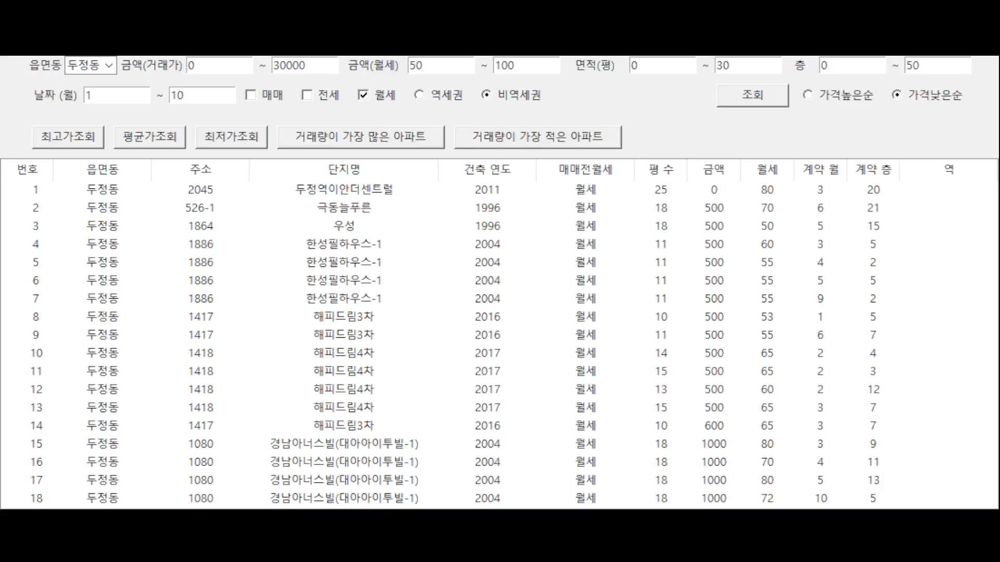 읍면동 두정동 금액(거래가) 0 ~ 30000 금액(월세) 50 ~ 100 면적(평) 0 ~ 30 층 0 ~ 50
날짜 (월) 1 ~ 10 매매 전세 월세 역세권 비역세권 조회 가격높은순 가격낮은순
최고가조회 평균가조회 최저가조회 거래량이 가장 많은 아파트 거래량이 가장 적은 아파트
번호 읍면동 주소 단지명 건축 연도 매매전월세 평 수 금액 월세 계약 월 계약 층 역
1 두정동 2045 두정역이안더센트럴 2011 월세 25 0 80 3 20
2 두정동 526-1 극동늘푸른 1996 월세 18 500 70 6 21
3 두정동 1864 우성 1996 월세 18 500 50 5 15
4 두정동 1886 한성필하우스-1 2004 월세 11 500 60 3 5
5 두정동 1886 한성필하우스-1 2004 월세 11 500 55 4 2
6 두정동 1886 한성필하우스-1 2004 월세 11 500 55 5 5
7 두정동 1886 한성필하우스-1 2004 월세 11 500 55 9 2
8 두정동 1417 해피드림3차 2016 월세 10 500 53 1 5
9 두정동 1417 해피드림3차 2016 월세 11 500 55 6 7
10 두정동 1418 해피드림4차 2017 월세 14 500 65 2 4
11 두정동 1418 해피드림4차 2017 월세 15 500 65 2 3
12 두정동 1418 해피드림4차 2017 월세 13 500 60 2 12
13 두정동 1418 해피드림4차 2017 월세 15 500 65 3 7
14 두정동 1417 해피드림3차 2016 월세 10 600 65 3 7
15 두정동 1080 경남아너스빌(대아아이투빌-1) 2004 월세 18 1000 80 3 9
16 두정동 1080 경남아너스빌(대아아이투빌-1) 2004 월세 18 1000 70 4 11
17 두정동 1080 경남아너스빌(대아아이투빌-1) 2004 월세 18 1000 80 5 13
18 두정동 1080 경남아너스빌(대아아이투빌-1) 2004 월세 18 1000 72 10 5